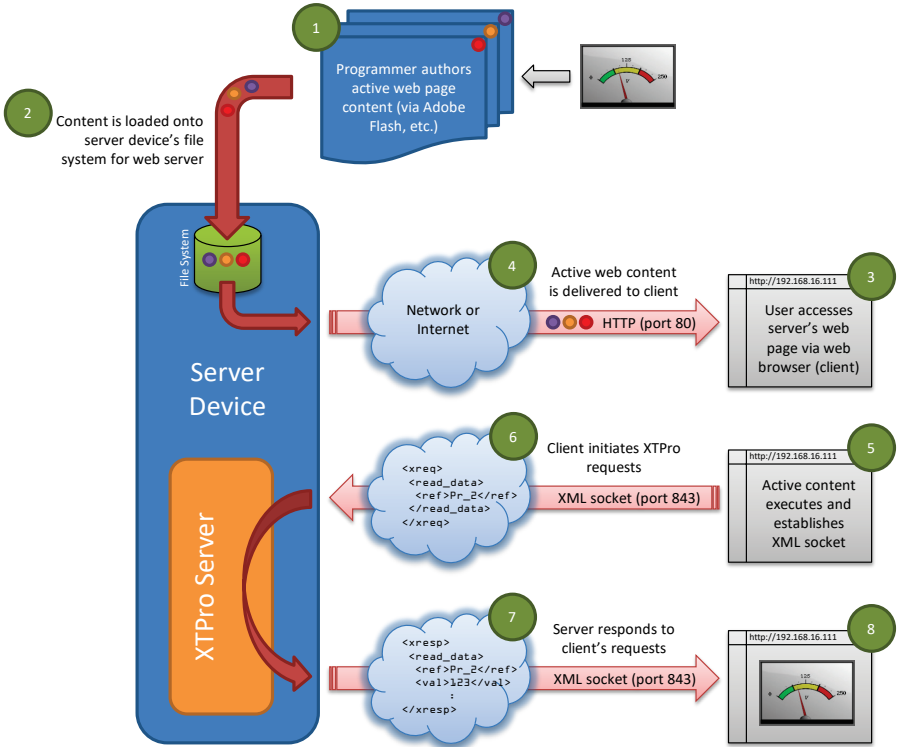 1
Programmer authors
active web page
content (via Adobe
Flash, etc.)
0
125
250
V
2
Content is loaded onto
server device's file
system for web server
File System
Server
Device
XTPro Server
Network or
Internet
4
Active web content
is delivered to client
HTTP (port 80)
3
http://192.168.16.111
User accesses
server's web
page via web
browser (client)
6
<xreq>
<read_data>
<ref>Pr_2</ref>
</read_data>
</xreq>
Client initiates XTPro
requests
XML socket (port 843)
5
http://192.168.16.111
Active content
executes and
establishes
XML socket
7
<xresp>
<read_data>
<ref>Pr_2</ref>
<val>123</val>
:
</xresp>
Server responds to
client's requests
XML socket (port 843)
8
http://192.168.16.111
0
125
250
V